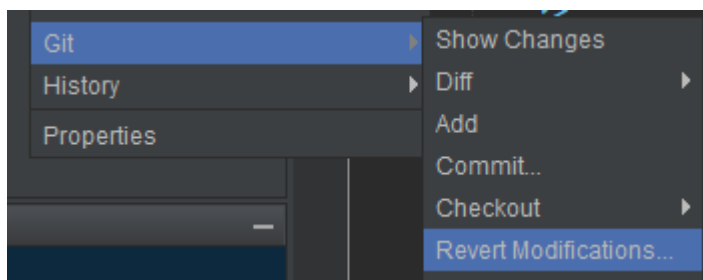 Git
History
Properties
Show Changes
Diff
Add
Commit...
Checkout
Revert Modifications...